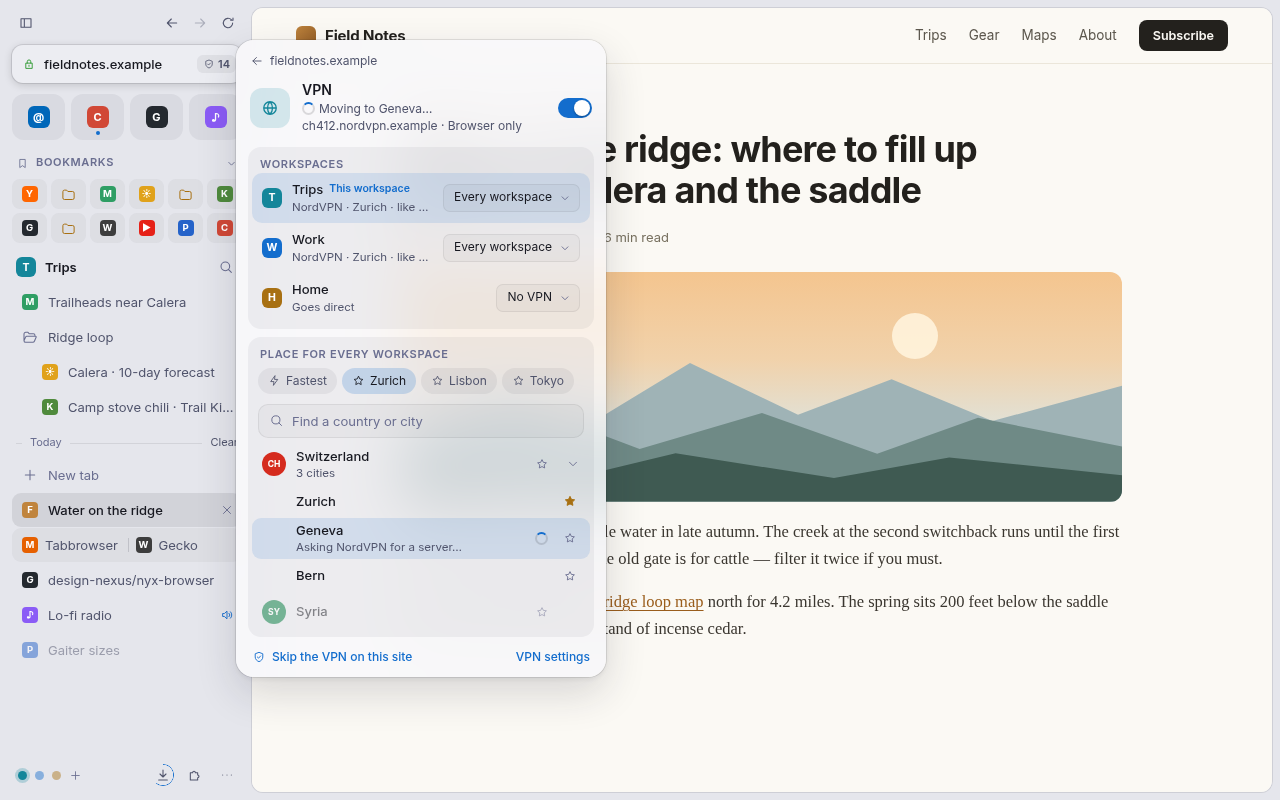 fieldnotes.example
14
@
C
G
BOOKMARKS
Y
M
K
G
W
P
C
T Trips
M Trailheads near Calera
Ridge loop
Calera · 10-day forecast
K Camp stove chili · Trail Ki...
Today
Clear
New tab
F Water on the ridge
M Tabbrowser
W Gecko
G design-nexus/nyx-browser
Lo-fi radio
P Gaiter sizes
fieldnotes.example
VPN
Moving to Geneva...
ch412.nordvpn.example · Browser only
WORKSPACES
T Trips This workspace
NordVPN · Zurich · like ...
Every workspace
W Work
NordVPN · Zurich · like ...
Every workspace
H Home
Goes direct
No VPN
PLACE FOR EVERY WORKSPACE
Fastest
Zurich
Lisbon
Tokyo
Find a country or city
CH Switzerland
3 cities
Zurich
Geneva
Asking NordVPN for a server...
Bern
SY Syria
Skip the VPN on this site
VPN settings
Field Notes
Trips
Gear
Maps
About
Subscribe
ridge: where to fill up
and the saddle
6 min read
water in late autumn. The creek at the second switchback runs until the first
old gate is for cattle — filter it twice if you must.
ridge loop map north for 4.2 miles. The spring sits 200 feet below the saddle
of incense cedar.